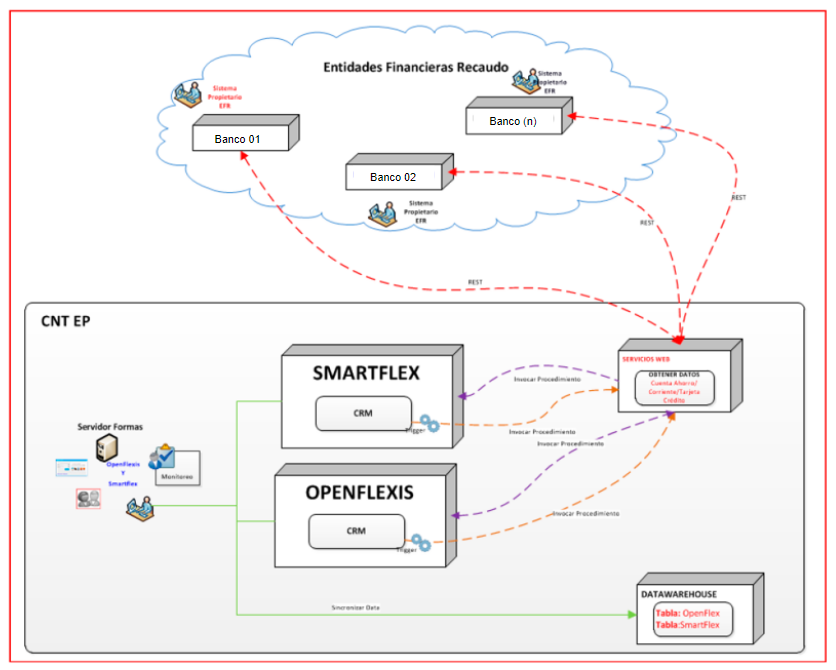 Entidades Financieras Recaudo
Sistema
Propietario
EFR
Banco 01
Sistema
Propietario
EFR
Banco (n)
Banco 02
Sistema
Propietario
EFR
REST
REST
REST
CNT EP
SERVICIOS WEB
OBTENER DATOS
Cuenta Ahorro/
Corriente/Tarjeta
Crédito
SMARTFLEX
CRM
Trigger
Invocar Procedimiento
Invocar Procedimiento
Invocar Procedimiento
Servidor Formas
OpenFlexis
Y
Smartflex
Monitoreo
OPENFLEXIS
CRM
Trigger
Invocar Procedimiento
Sincronizar Data
DATAWAREHOUSE
Tabla: OpenFlex
Tabla:SmartFlex